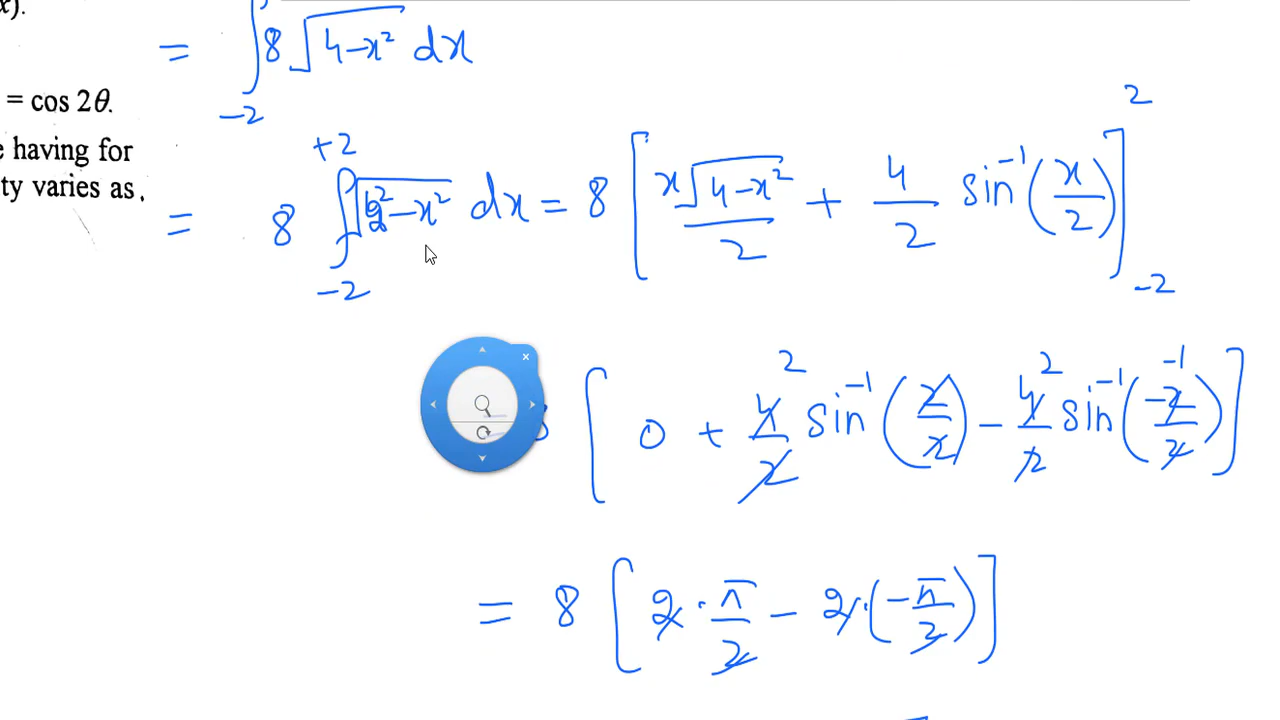 x).
= ∫₋₂ 8 √(4−x²) dx
= cos 2θ.
e having for
ty varies as.
= 8 ∫₋₂⁺² √(2²−x²) dx = 8 [ x√(4−x²)/2 + 4/2 sin⁻¹(x/2) ]₋₂²
[ 0 + 4/2 2 sin⁻¹(2/2) − 4/2 2 sin⁻¹(−2/2 −1) ]
= 8 [ 2·π/2 − 2·(−π/2) ]